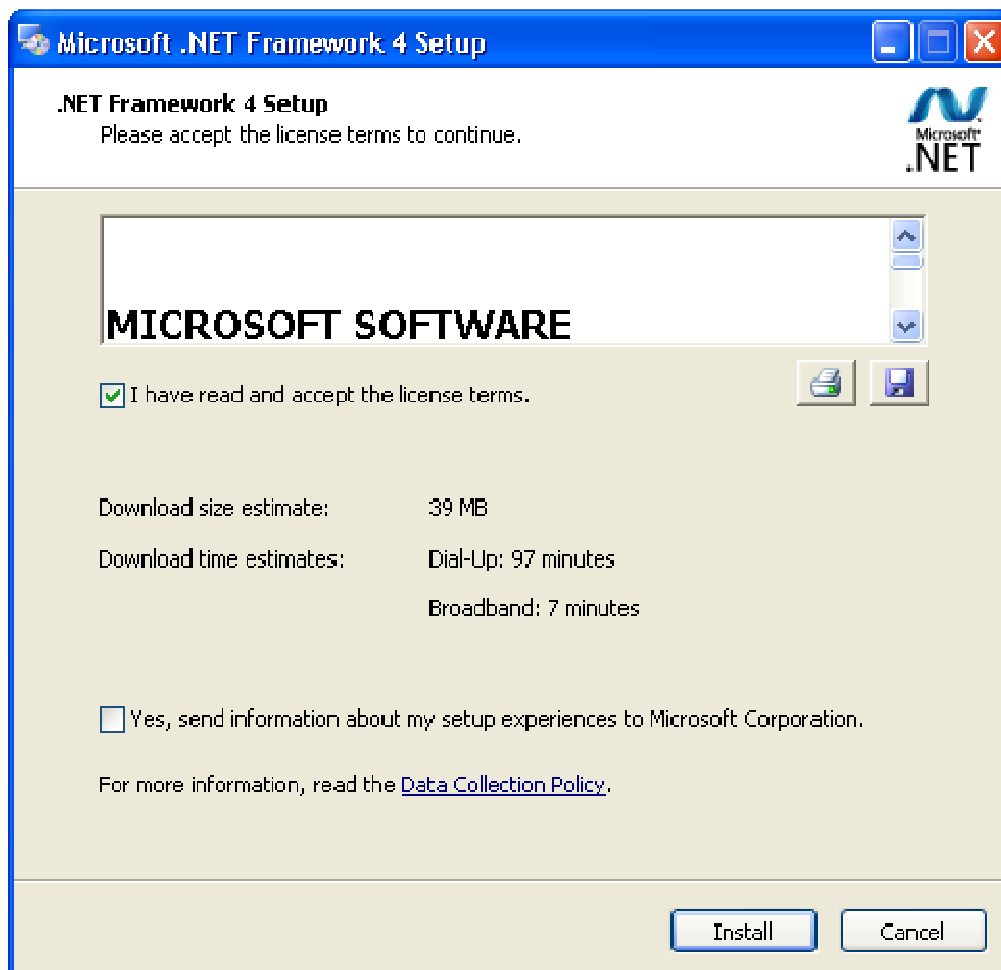 Microsoft .NET Framework 4 Setup
.NET Framework 4 Setup
Please accept the license terms to continue.
Microsoft
.NET
MICROSOFT SOFTWARE
I have read and accept the license terms.
Download size estimate: 39 MB
Download time estimates: Dial-Up: 97 minutes
Broadband: 7 minutes
Yes, send information about my setup experiences to Microsoft Corporation.
For more information, read the Data Collection Policy.
Install Cancel